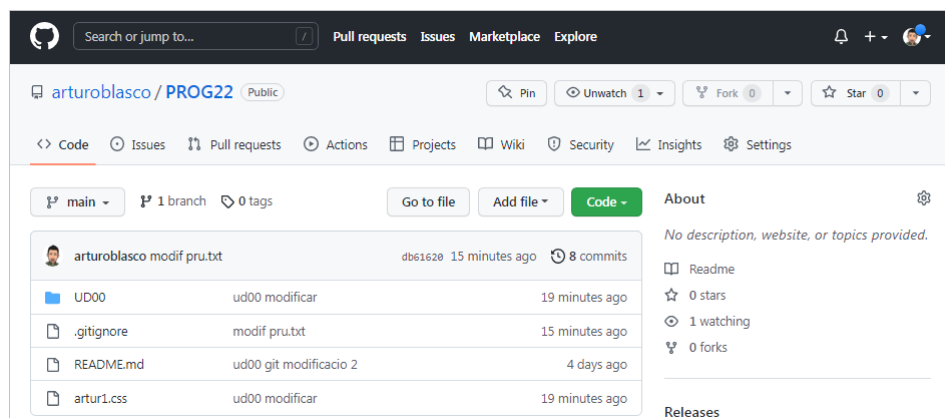 Search or jump to... / Pull requests Issues Marketplace Explore
arturoblasco / PROG22 Public Pin Unwatch 1 Fork 0 Star 0
Code Issues Pull requests Actions Projects Wiki Security Insights Settings
main 1 branch 0 tags Go to file Add file Code
About
No description, website, or topics provided.
Readme
0 stars
1 watching
0 forks
Releases
arturoblasco modif pru.txt db61620 15 minutes ago 8 commits
UD00 ud00 modificar 19 minutes ago
.gitignore modif pru.txt 15 minutes ago
README.md ud00 git modificacio 2 4 days ago
artur1.css ud00 modificar 19 minutes ago